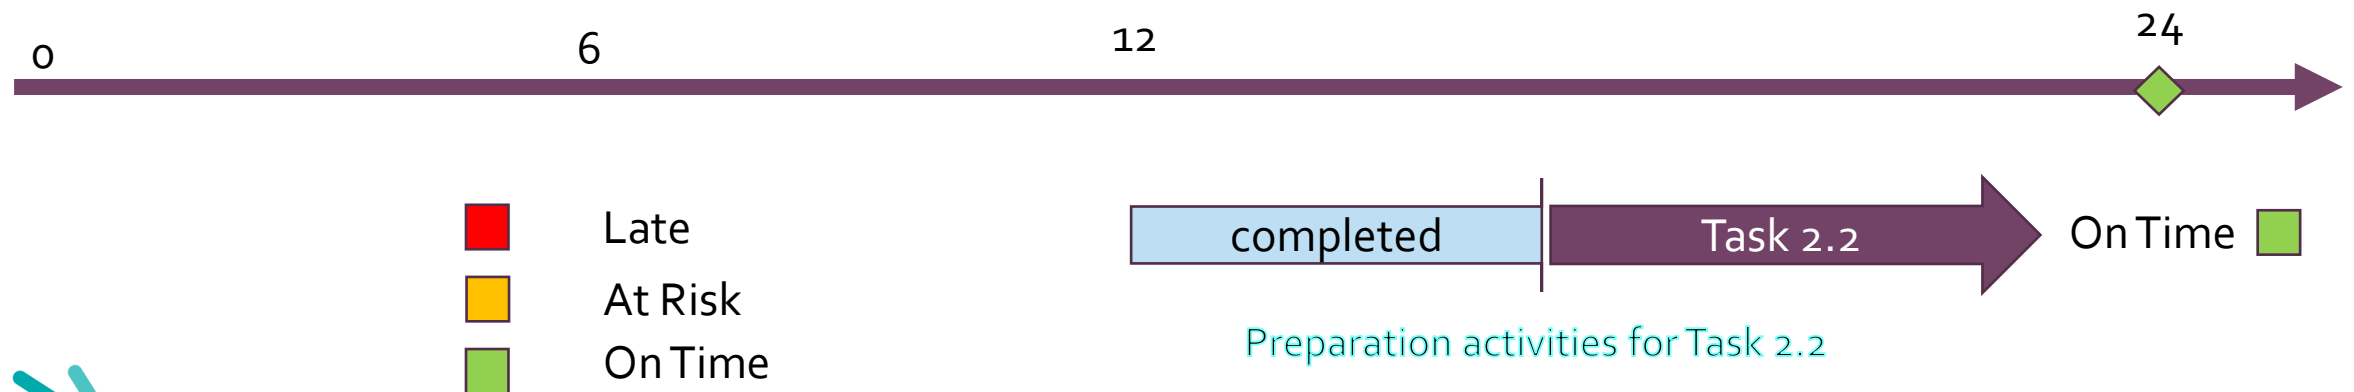 0 6 12 24
Late
completed Task 2.2 On Time
At Risk
Preparation activities for Task 2.2
On Time